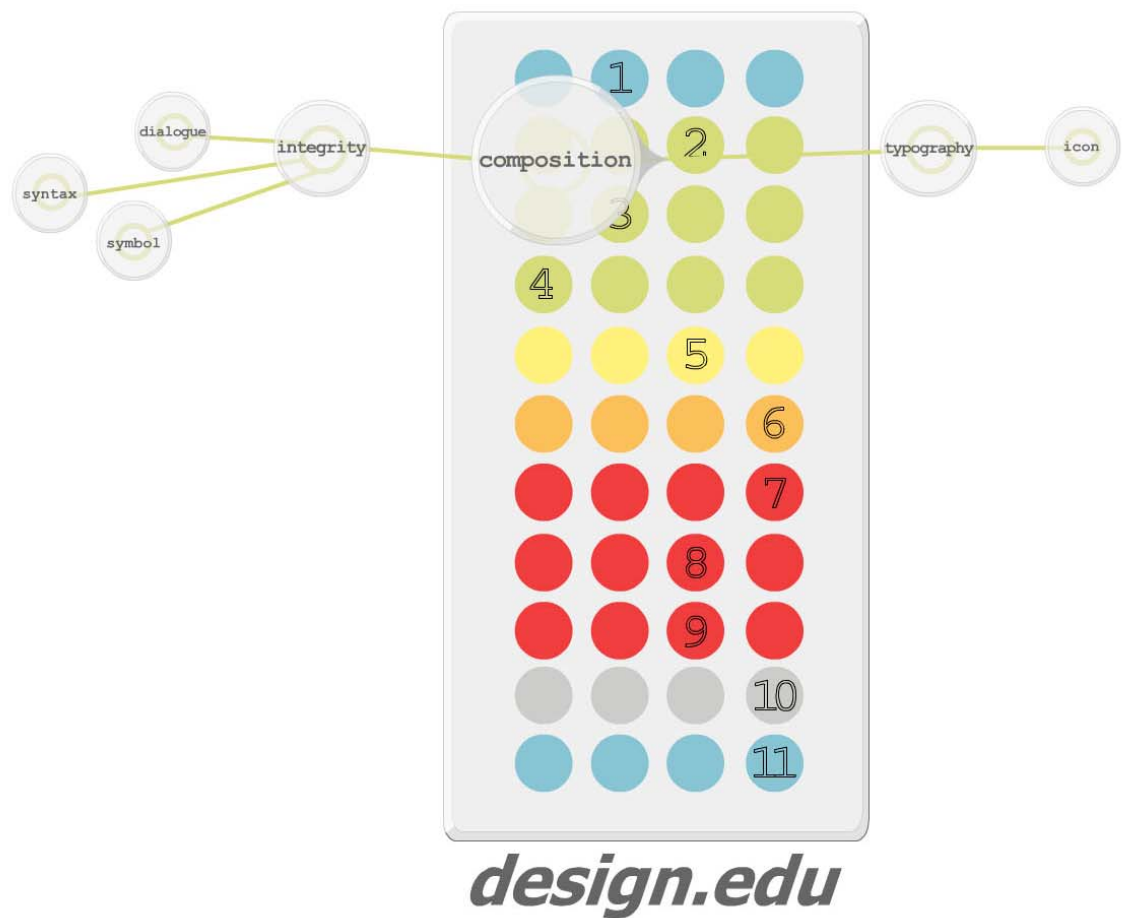 1
dialogue
integrity
2
typography
icon
composition
syntax
3
symbol
4
5
6
7
8
9
10
11
design.edu